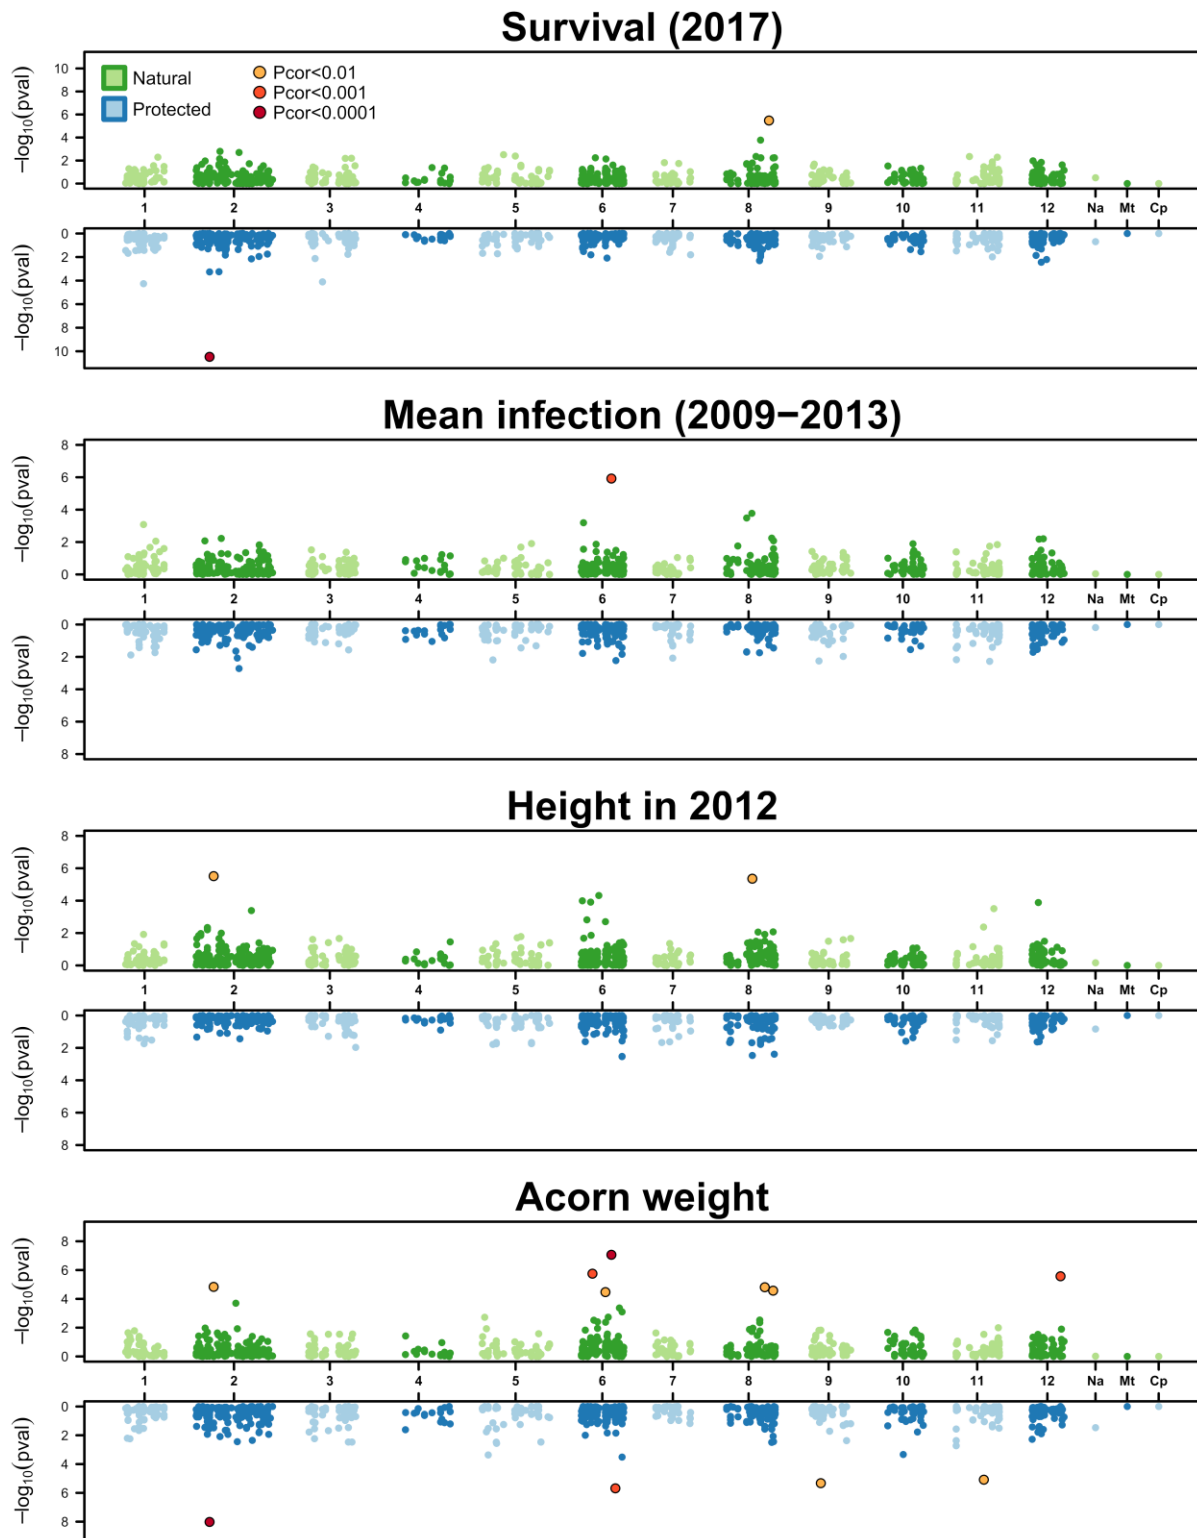 Survival (2017)
−log10(pval)
10
8
6
4
2
0
Natural
Protected
Pcor<0.01
Pcor<0.001
Pcor<0.0001
1 2 3 4 5 6 7 8 9 10 11 12 Na Mt Cp
−log10(pval)
0
2
4
6
8
10
Mean infection (2009−2013)
−log10(pval)
8
6
4
2
0
1 2 3 4 5 6 7 8 9 10 11 12 Na Mt Cp
−log10(pval)
0
2
4
6
8
Height in 2012
−log10(pval)
8
6
4
2
0
1 2 3 4 5 6 7 8 9 10 11 12 Na Mt Cp
−log10(pval)
0
2
4
6
8
Acorn weight
−log10(pval)
8
6
4
2
0
1 2 3 4 5 6 7 8 9 10 11 12 Na Mt Cp
−log10(pval)
0
2
4
6
8